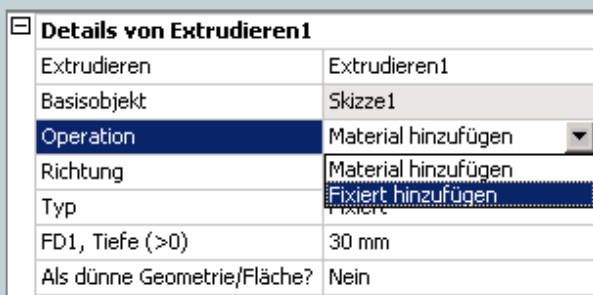 Details von Extrudieren1
Extrudieren Extrudieren1
Basisobjekt Skizze1
Operation Material hinzufügen
Richtung Material hinzufügen
Fixiert hinzufügen
Typ Fixiert
FD1, Tiefe (>0) 30 mm
Als dünne Geometrie/Fläche? Nein